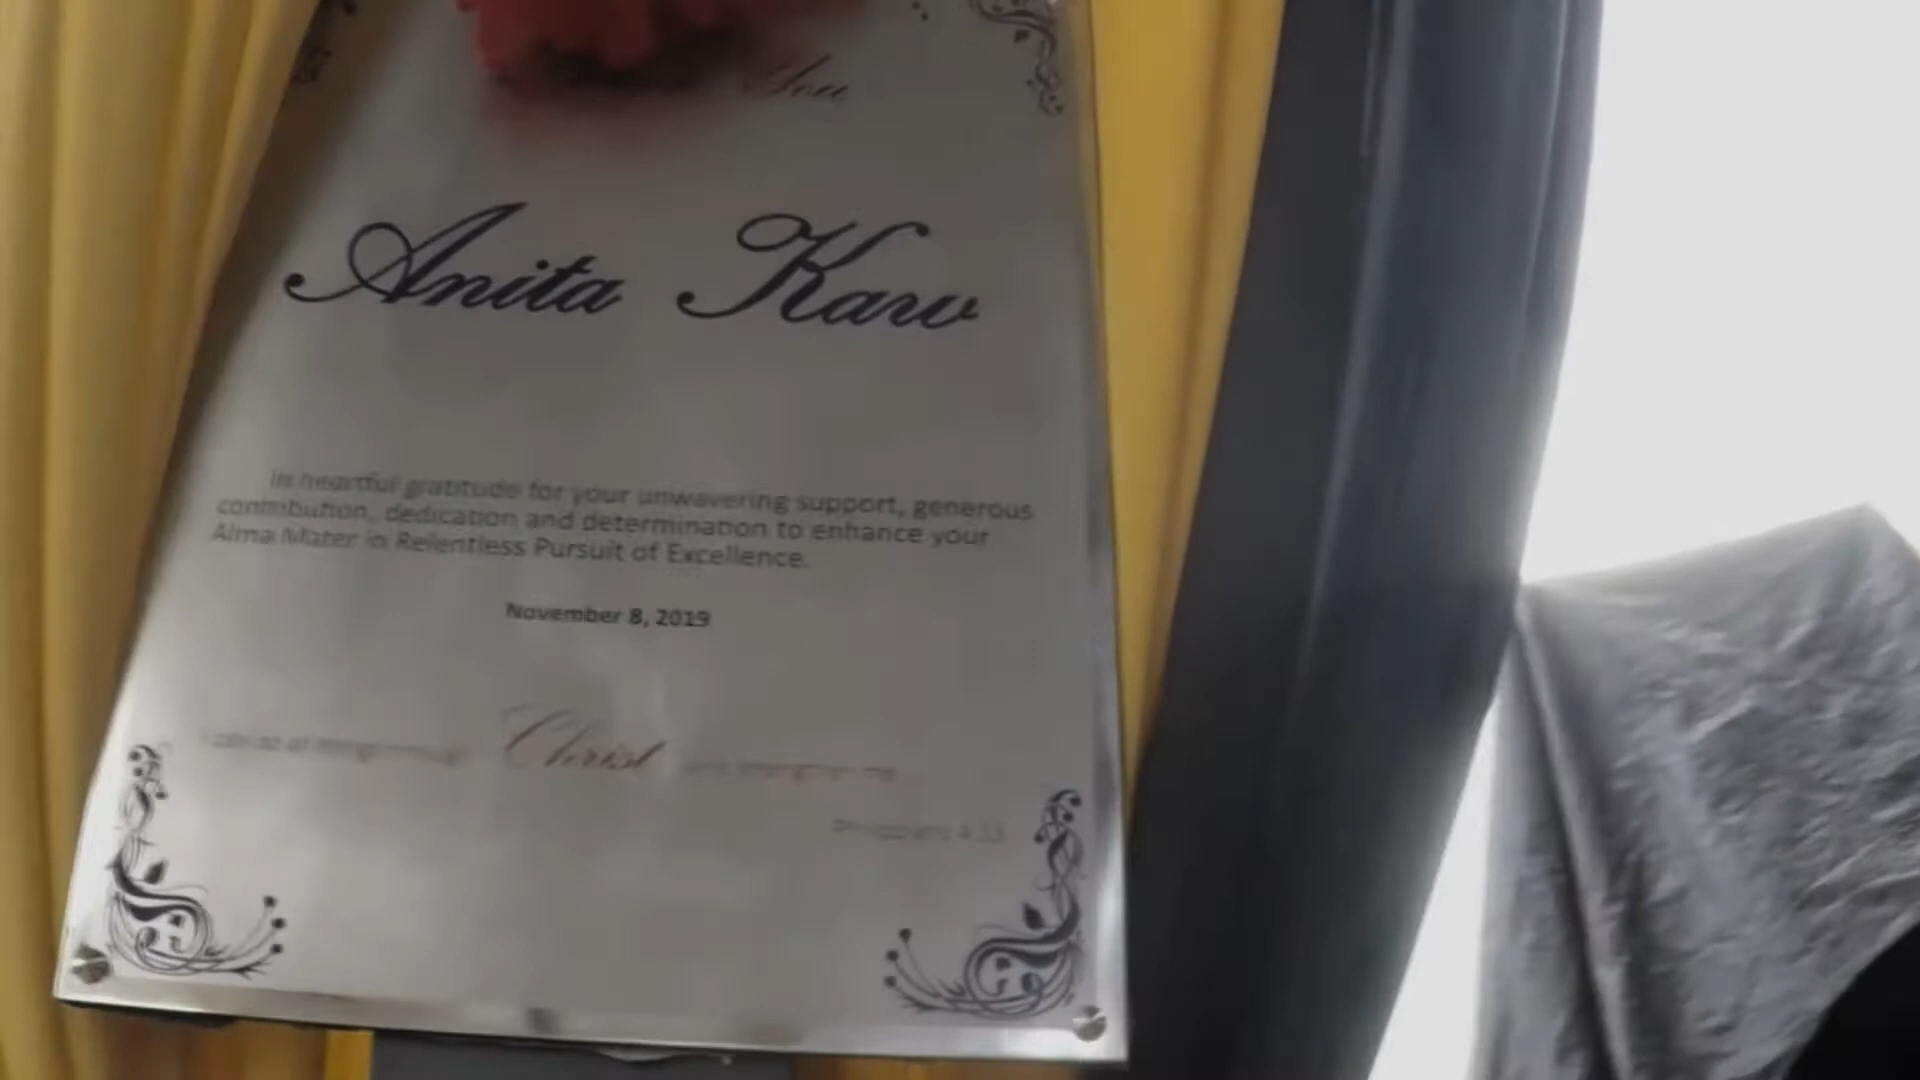 You
Anita Kaw
In heartful gratitude for your unwavering support, generous
contribution, dedication and determination to enhance your
Alma Mater in Relentless Pursuit of Excellence.
November 8, 2019
Christ